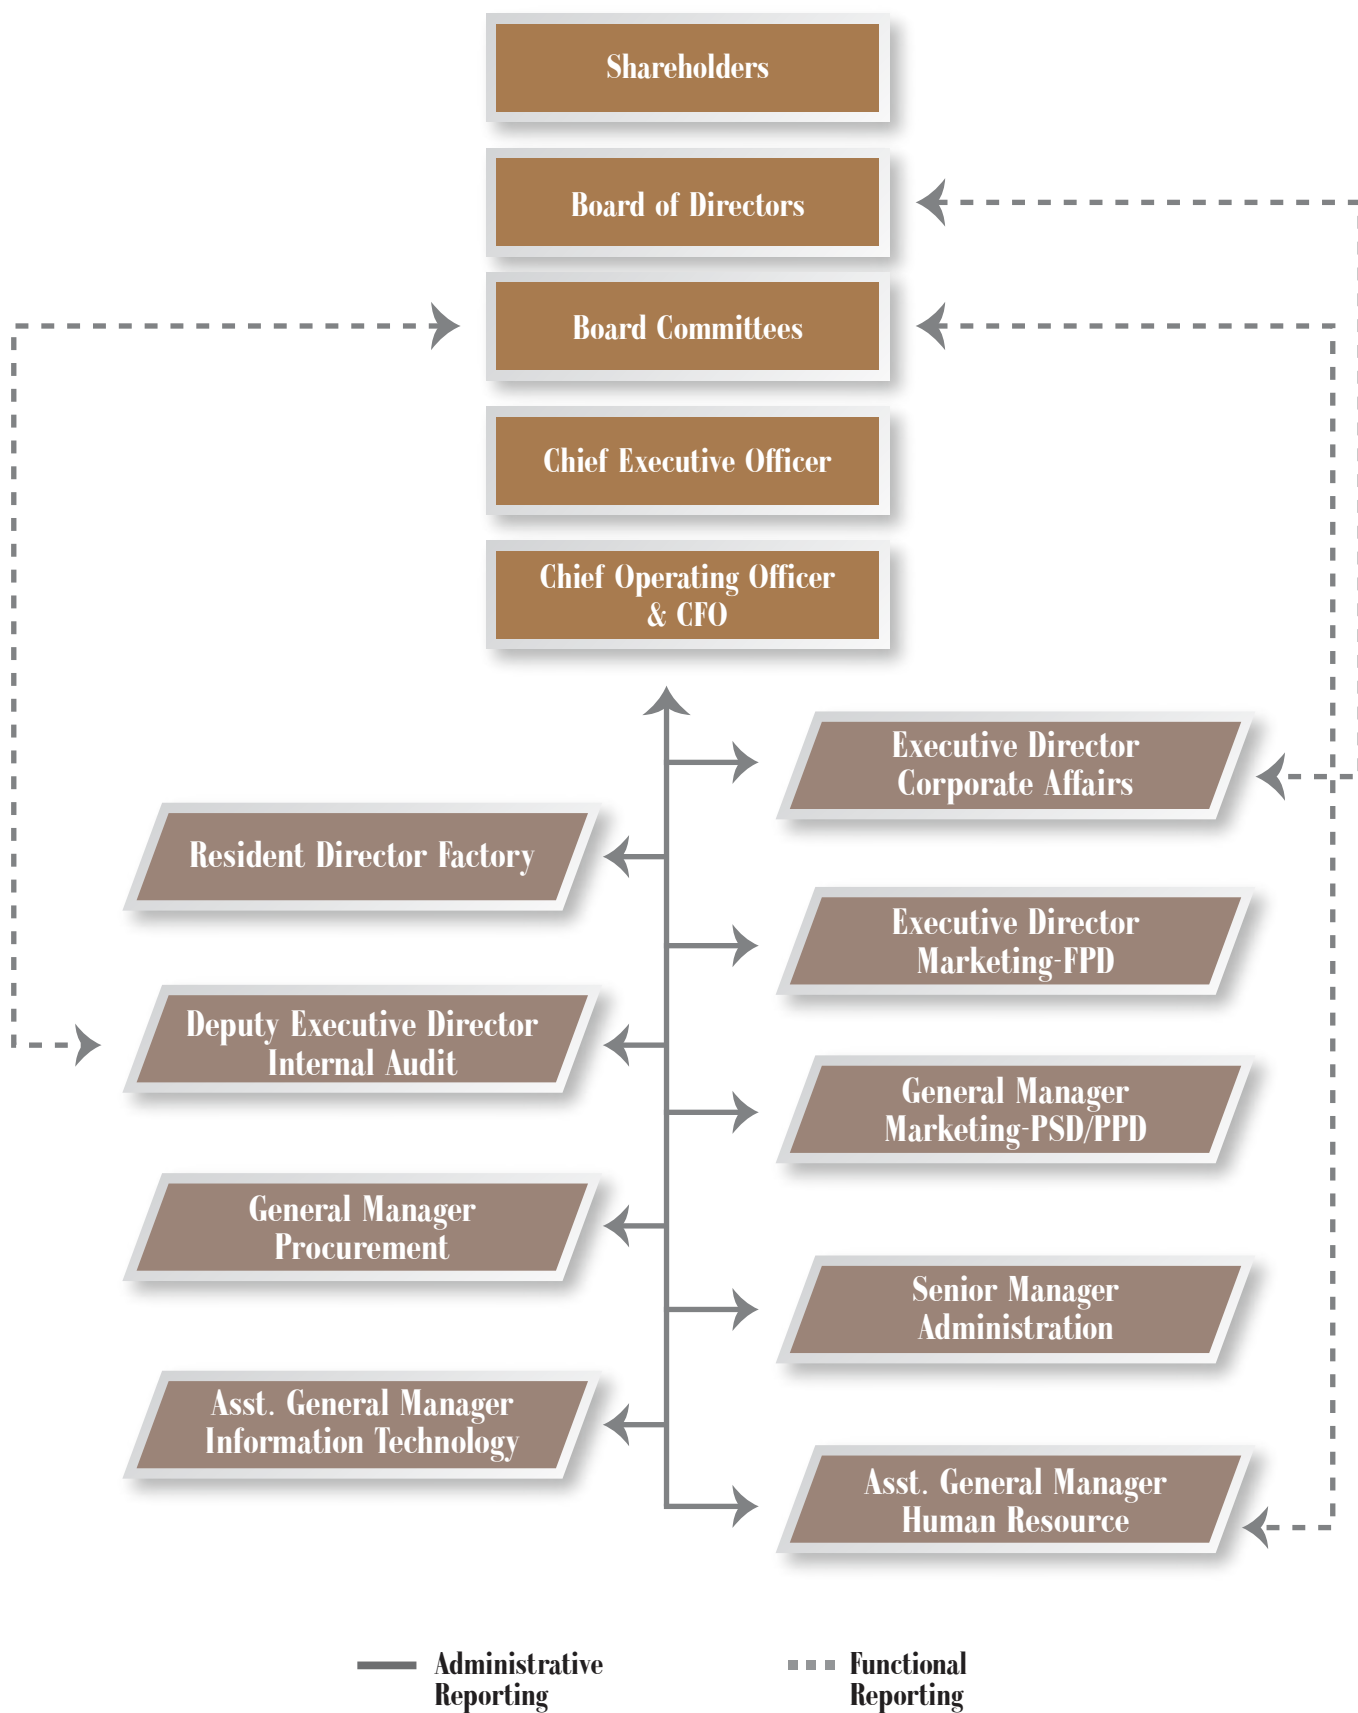 Shareholders
Board of Directors
Board Committees
Chief Executive Officer
Chief Operating Officer
& CFO
Executive Director
Corporate Affairs
Resident Director Factory
Executive Director
Marketing-FPD
Deputy Executive Director
Internal Audit
General Manager
Marketing-PSD/PPD
General Manager
Procurement
Senior Manager
Administration
Asst. General Manager
Information Technology
Asst. General Manager
Human Resource
Administrative
Reporting
Functional
Reporting